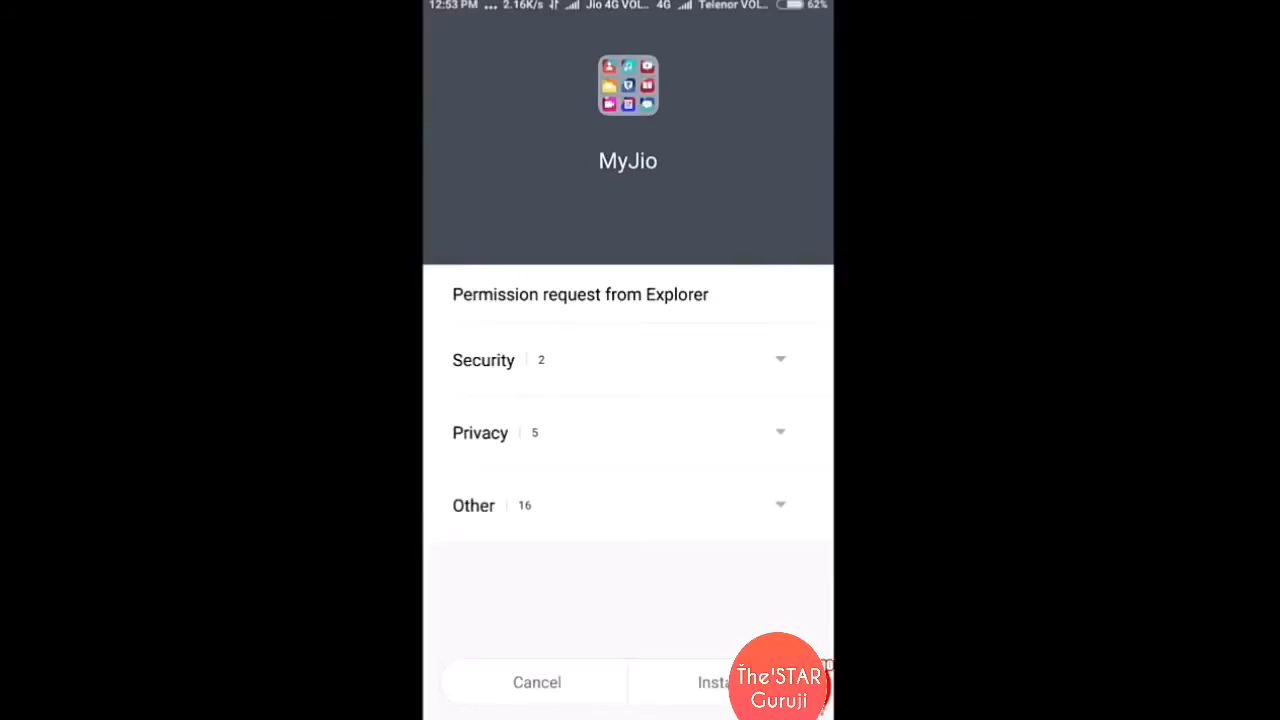 12:53 PM ... 2.16K/s Jio 4G VOL... 4G Telenor VOL... 62%
MyJio
Permission request from Explorer
Security 2
Privacy 5
Other 16
Cancel Insta
Ťhe'STAR
Guruji